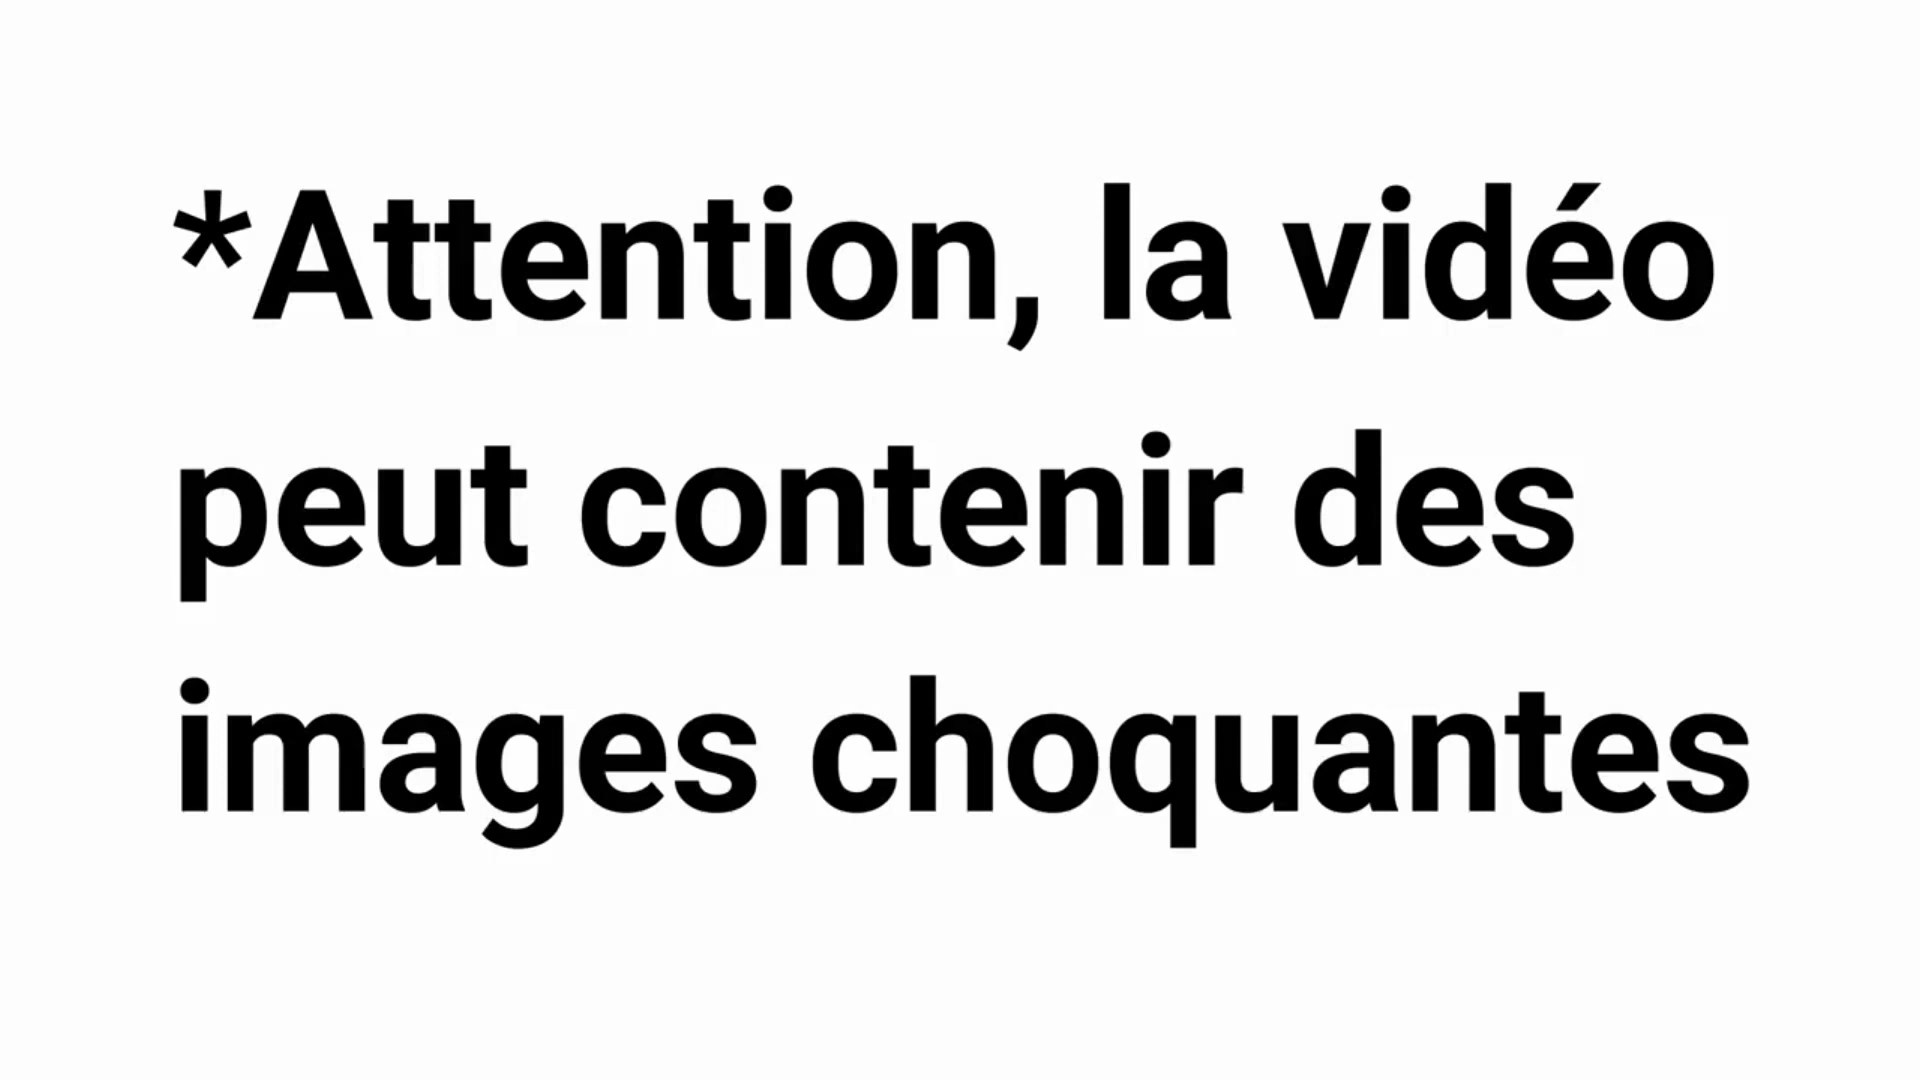 *Attention, la vidéo
peut contenir des
images choquantes